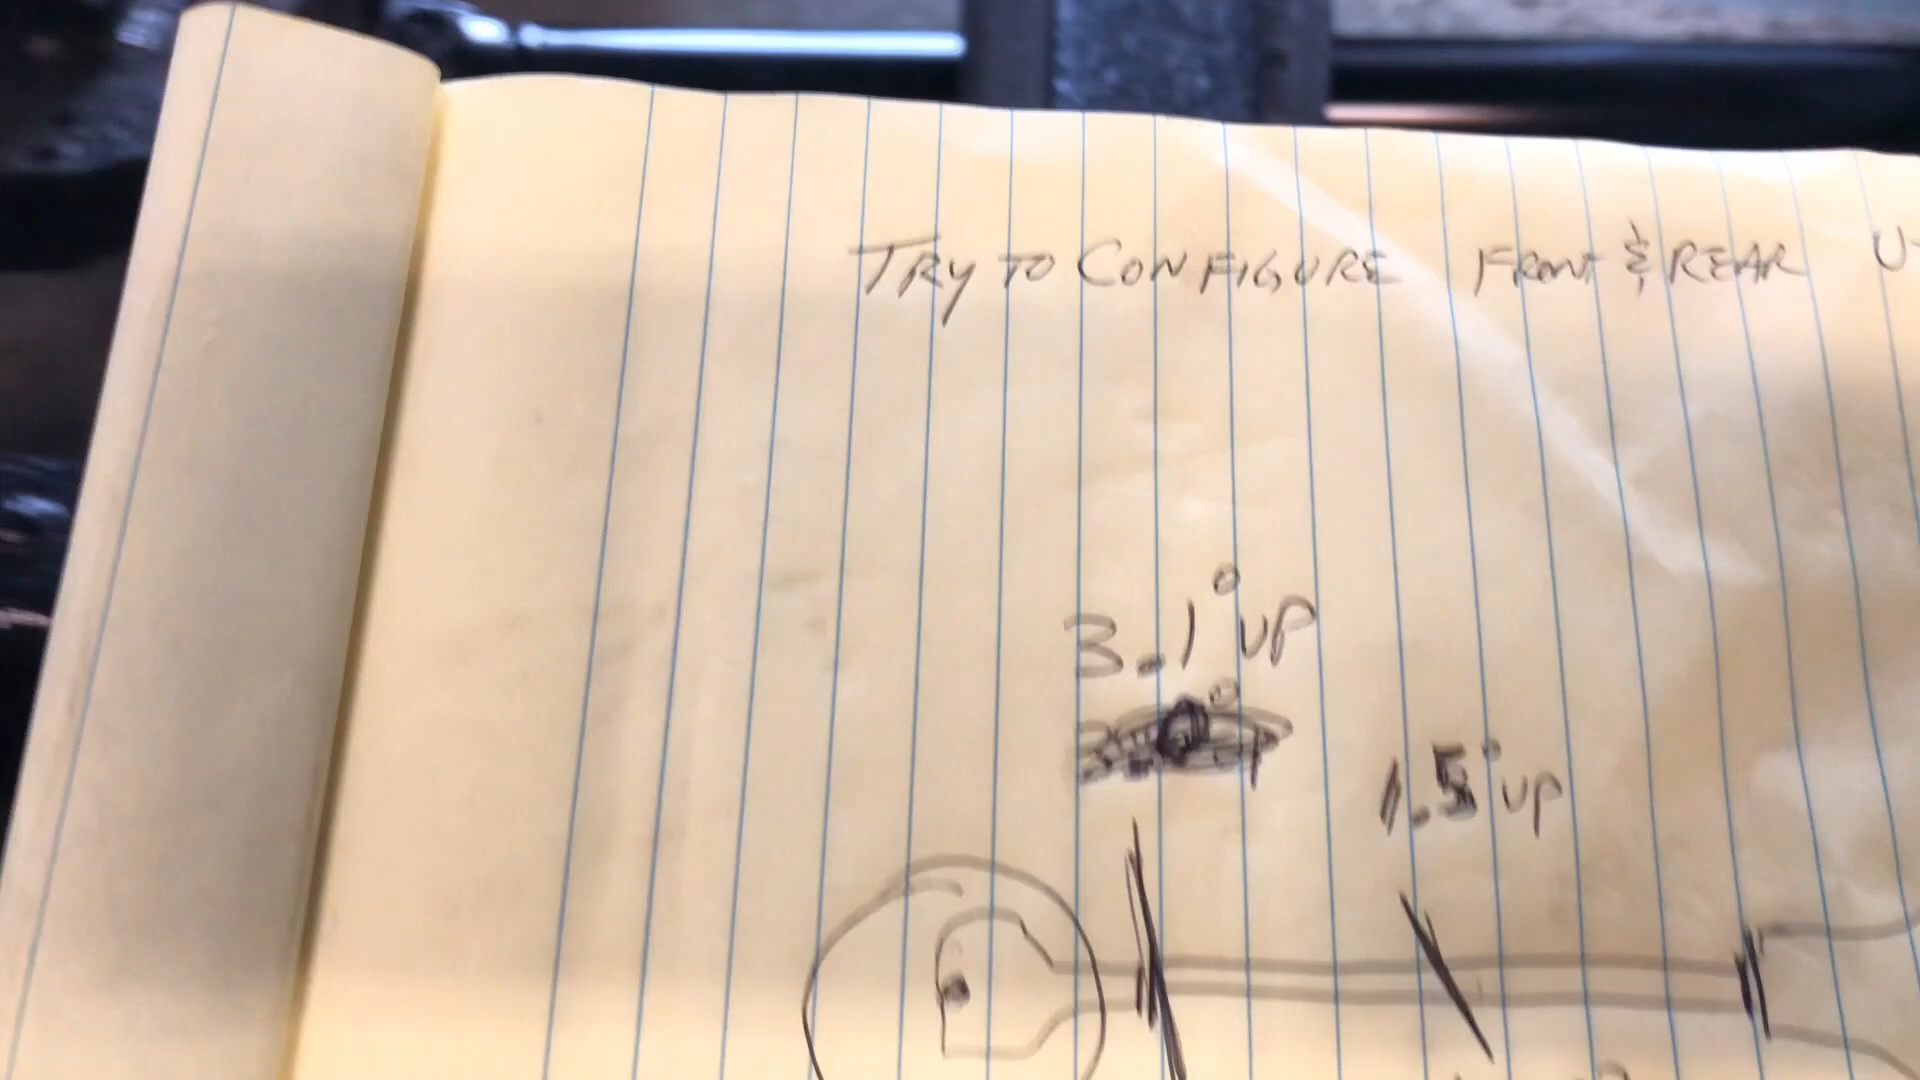 TRY TO CONFIGURE FRONT & REAR U-
3.1° UP
1.5° UP